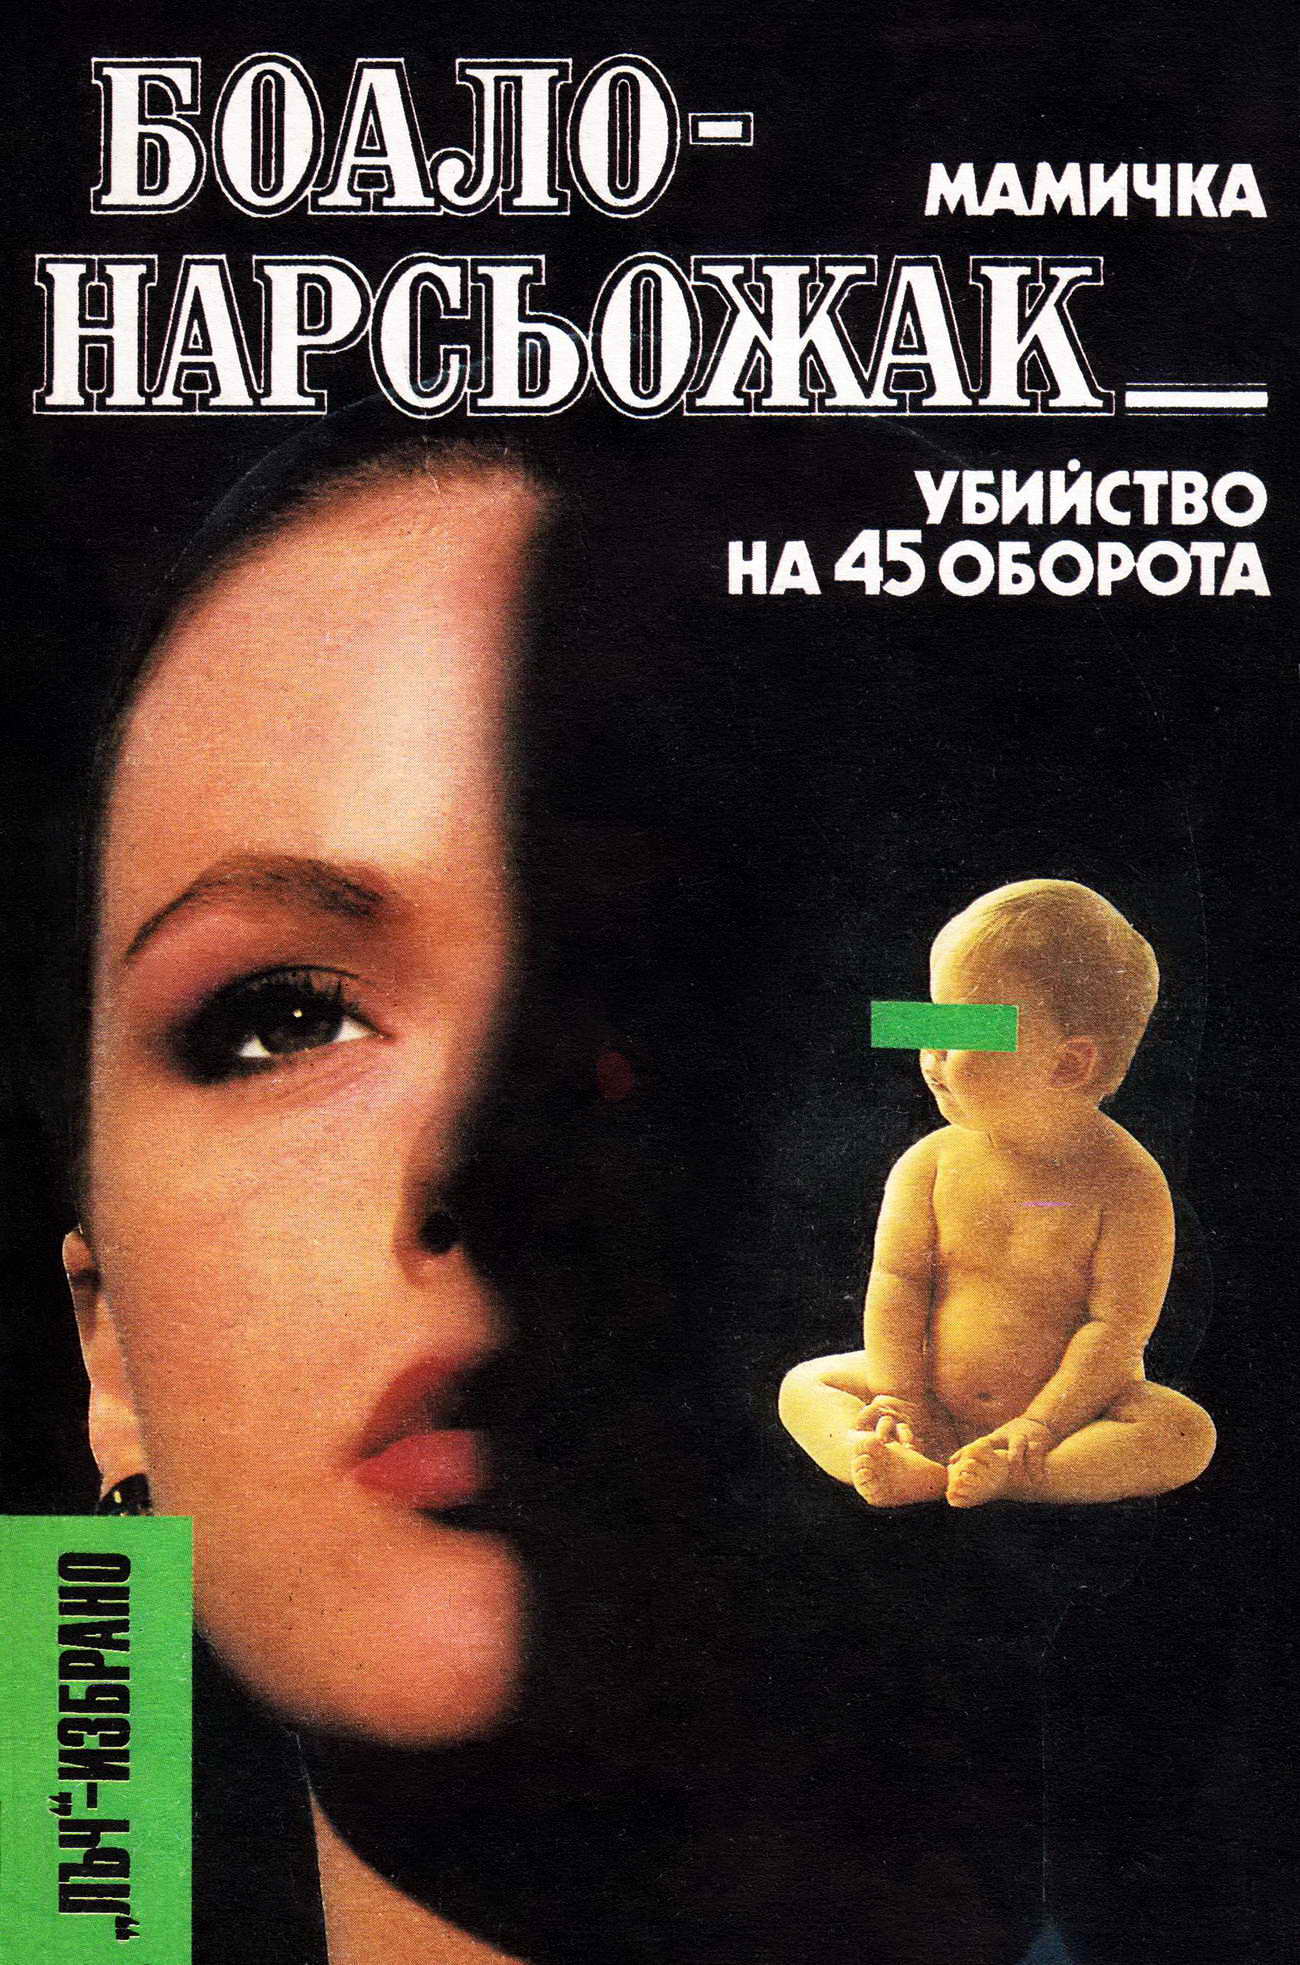 БОАЛО-
НАРСЬОЖАК
МАМИЧКА
УБИЙСТВО
НА 45 ОБОРОТА
„ЛЪЧ“-ИЗБРАНО